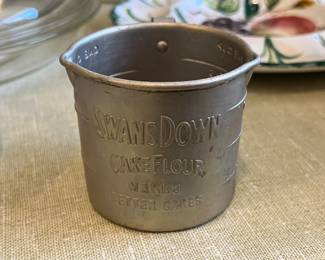 SWANS DOWN
CAKE FLOUR
MAKES
BETTER CAKES